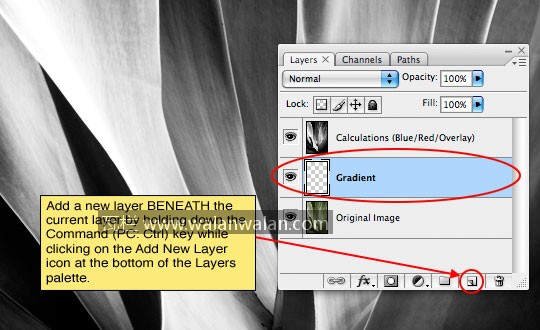 Layers × Channels Paths
Normal Opacity: 100%
Lock: Fill: 100%
Calculations (Blue/Red/Overlay)
Gradient
Original Image
Add a new layer BENEATH the
current layer by holding down the
Command (PC: Ctrl) key while
clicking on the Add New Layer
icon at the bottom of the Layers
palette.
www.walanwalan.com
fx